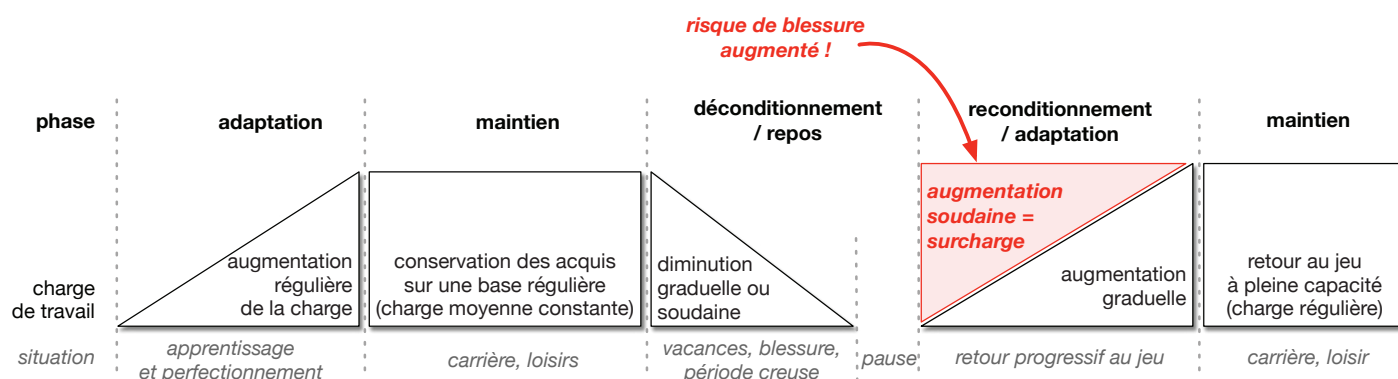 risque de blessure
augmenté !
phase
adaptation
maintien
déconditionnement
/ repos
reconditionnement
/ adaptation
maintien
charge
de travail
augmentation
régulière
de la charge
conservation des acquis
sur une base régulière
(charge moyenne constante)
diminution
graduelle ou
soudaine
augmentation
soudaine =
surcharge
augmentation
graduelle
retour au jeu
à pleine capacité
(charge régulière)
situation
apprentissage
et perfectionnement
carrière, loisirs
vacances, blessure,
période creuse
pause
retour progressif au jeu
carrière, loisir